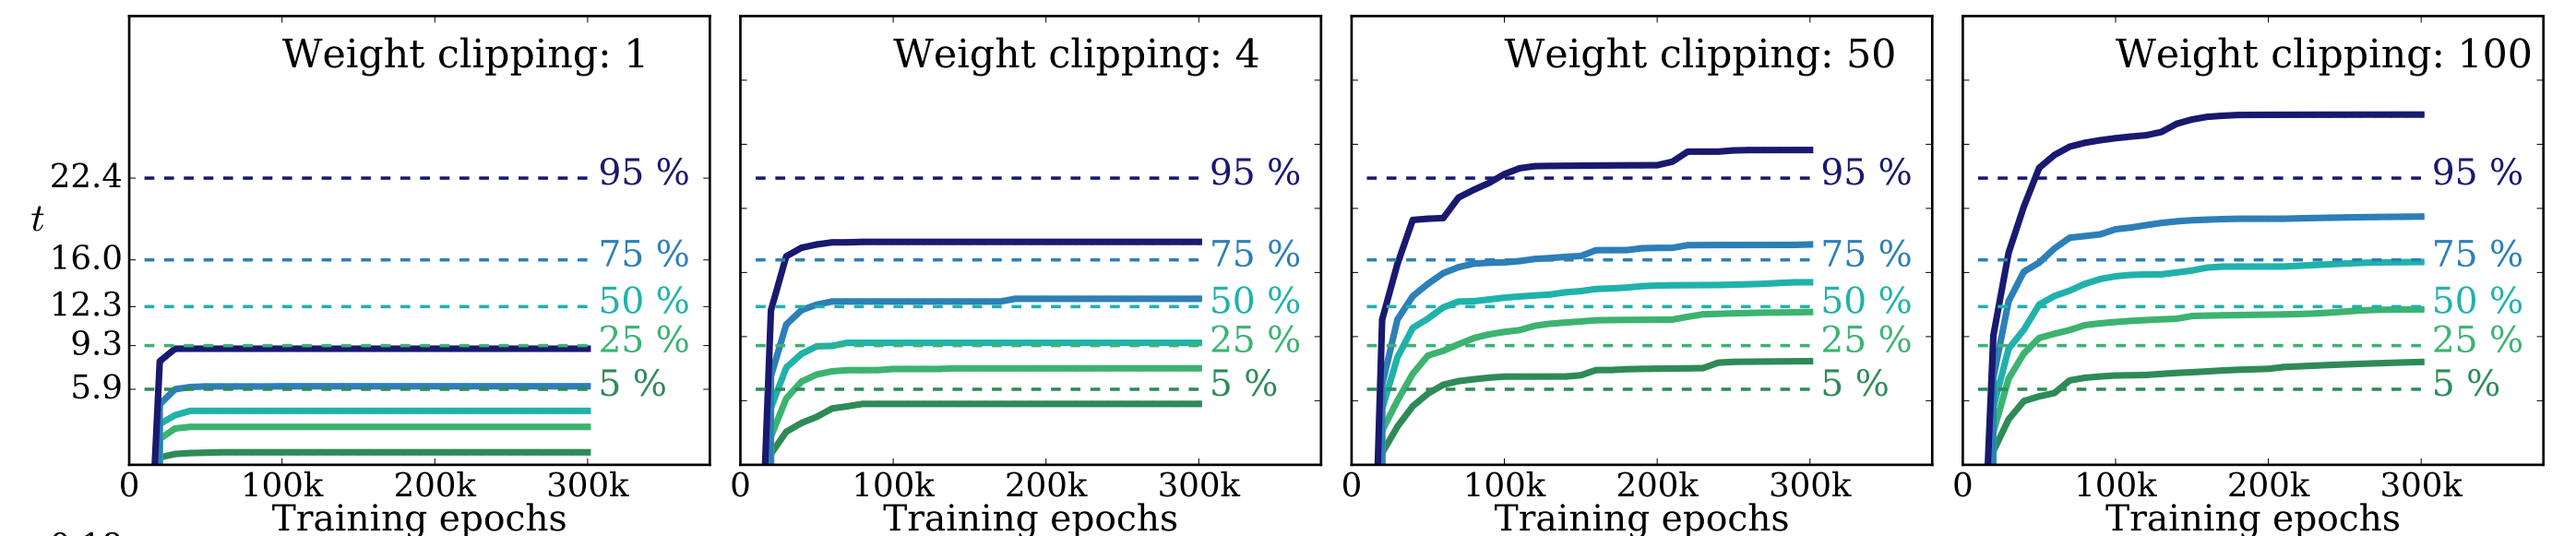 Weight clipping: 1
22.4
t
16.0
12.3
9.3
5.9
95 %
75 %
50 %
25 %
5 %
0
100k
200k
300k
Training epochs
Weight clipping: 4
95 %
75 %
50 %
25 %
5 %
0
100k
200k
300k
Training epochs
Weight clipping: 50
95 %
75 %
50 %
25 %
5 %
0
100k
200k
300k
Training epochs
Weight clipping: 100
95 %
75 %
50 %
25 %
5 %
0
100k
200k
300k
Training epochs